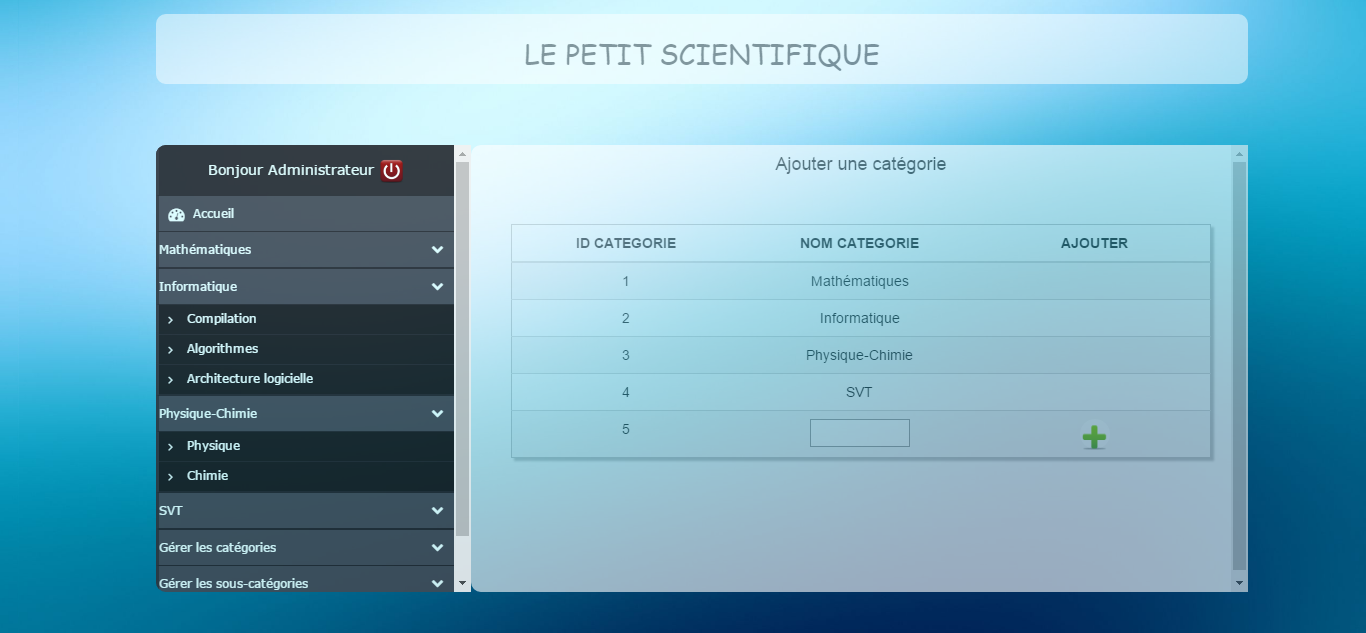 LE PETIT SCIENTIFIQUE
Bonjour Administrateur
Accueil
Mathématiques
Informatique
Compilation
Algorithmes
Architecture logicielle
Physique-Chimie
Physique
Chimie
SVT
Gérer les catégories
Gérer les sous-catégories
Ajouter une catégorie
ID CATEGORIE NOM CATEGORIE AJOUTER
1 Mathématiques
2 Informatique
3 Physique-Chimie
4 SVT
5